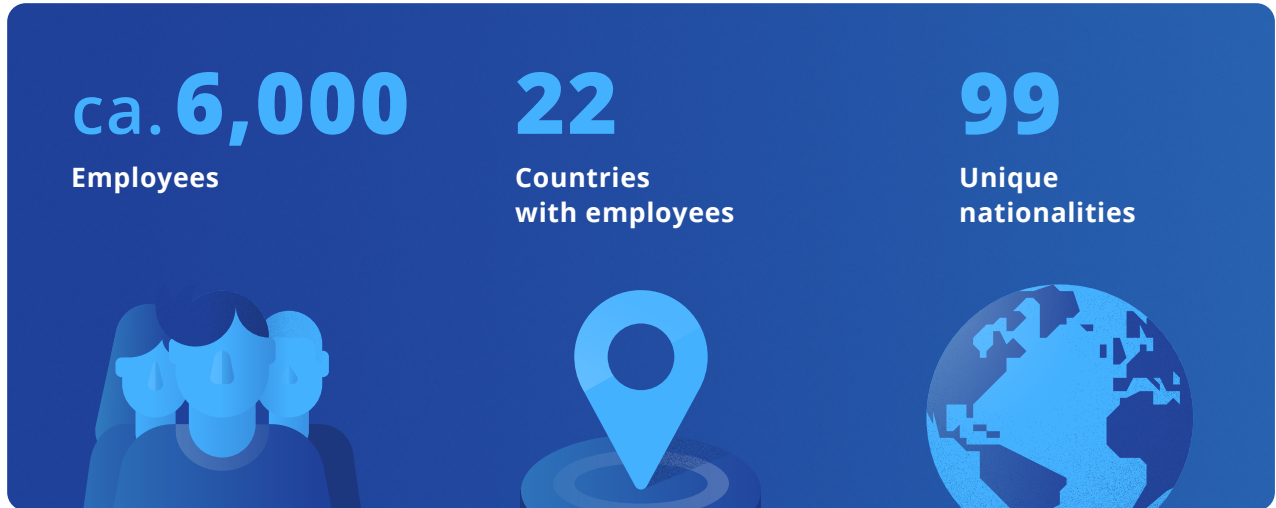 ca. 6,000
Employees
22
Countries
with employees
99
Unique
nationalities